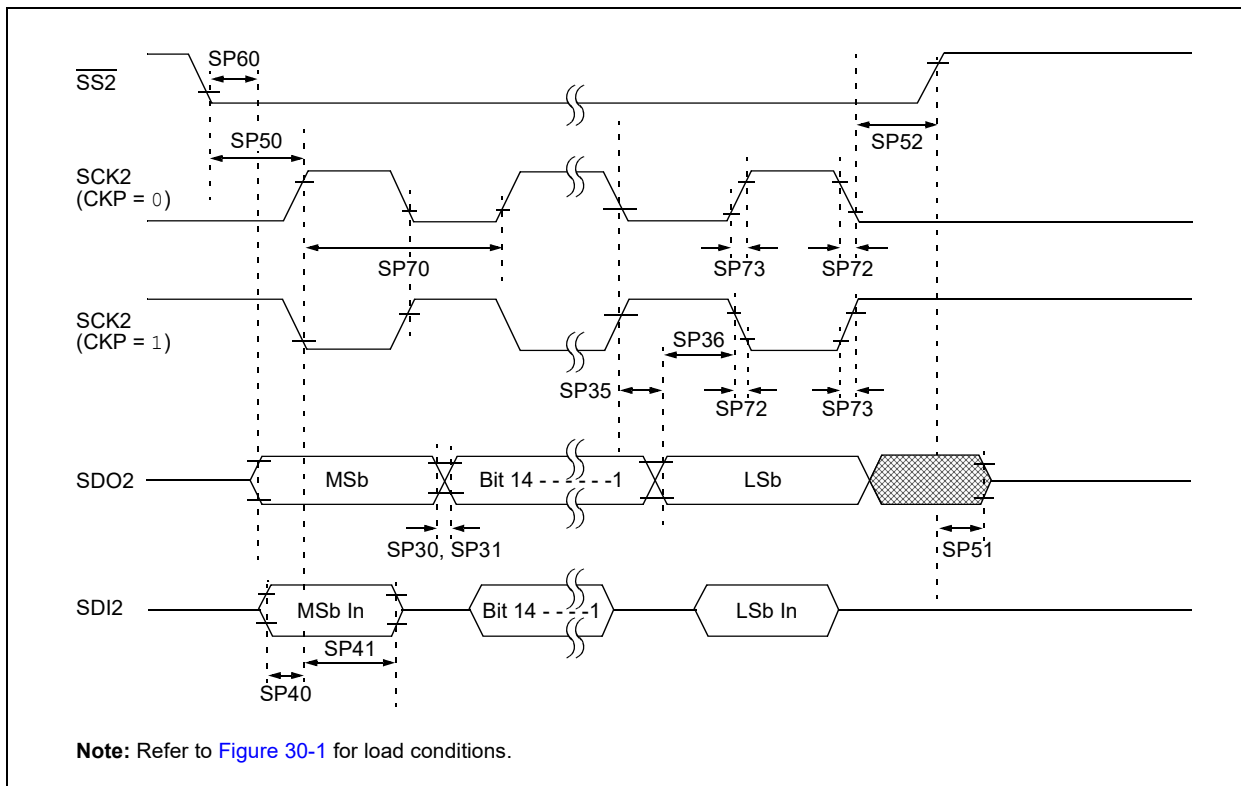 SP60
SS2
SP50
SP52
SCK2
(CKP = 0)
SP70
SP73
SP72
SCK2
(CKP = 1)
SP36
SP35
SP72
SP73
SDO2
MSb
Bit 14 - - - - - -1
LSb
SP30, SP31
SP51
SDI2
MSb In
Bit 14 - - - -1
LSb In
SP41
SP40
Note: Refer to Figure 30-1 for load conditions.